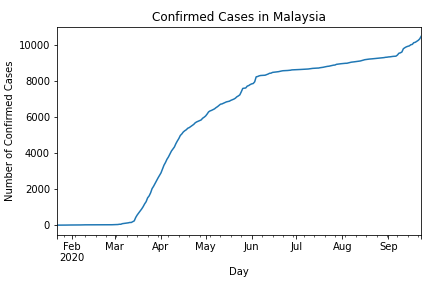 Confirmed Cases in Malaysia
Number of Confirmed Cases
10000
8000
6000
4000
2000
0
Feb Mar Apr May Jun Jul Aug Sep
2020
Day